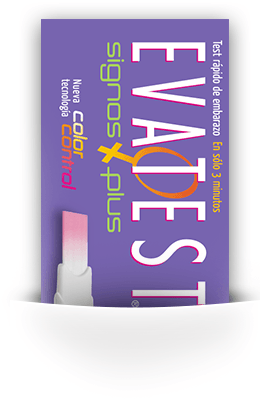 Test rápido de embarazo En sólo 3 minutos
EVATEST®
signos + plus
Nueva
tecnología
color
control